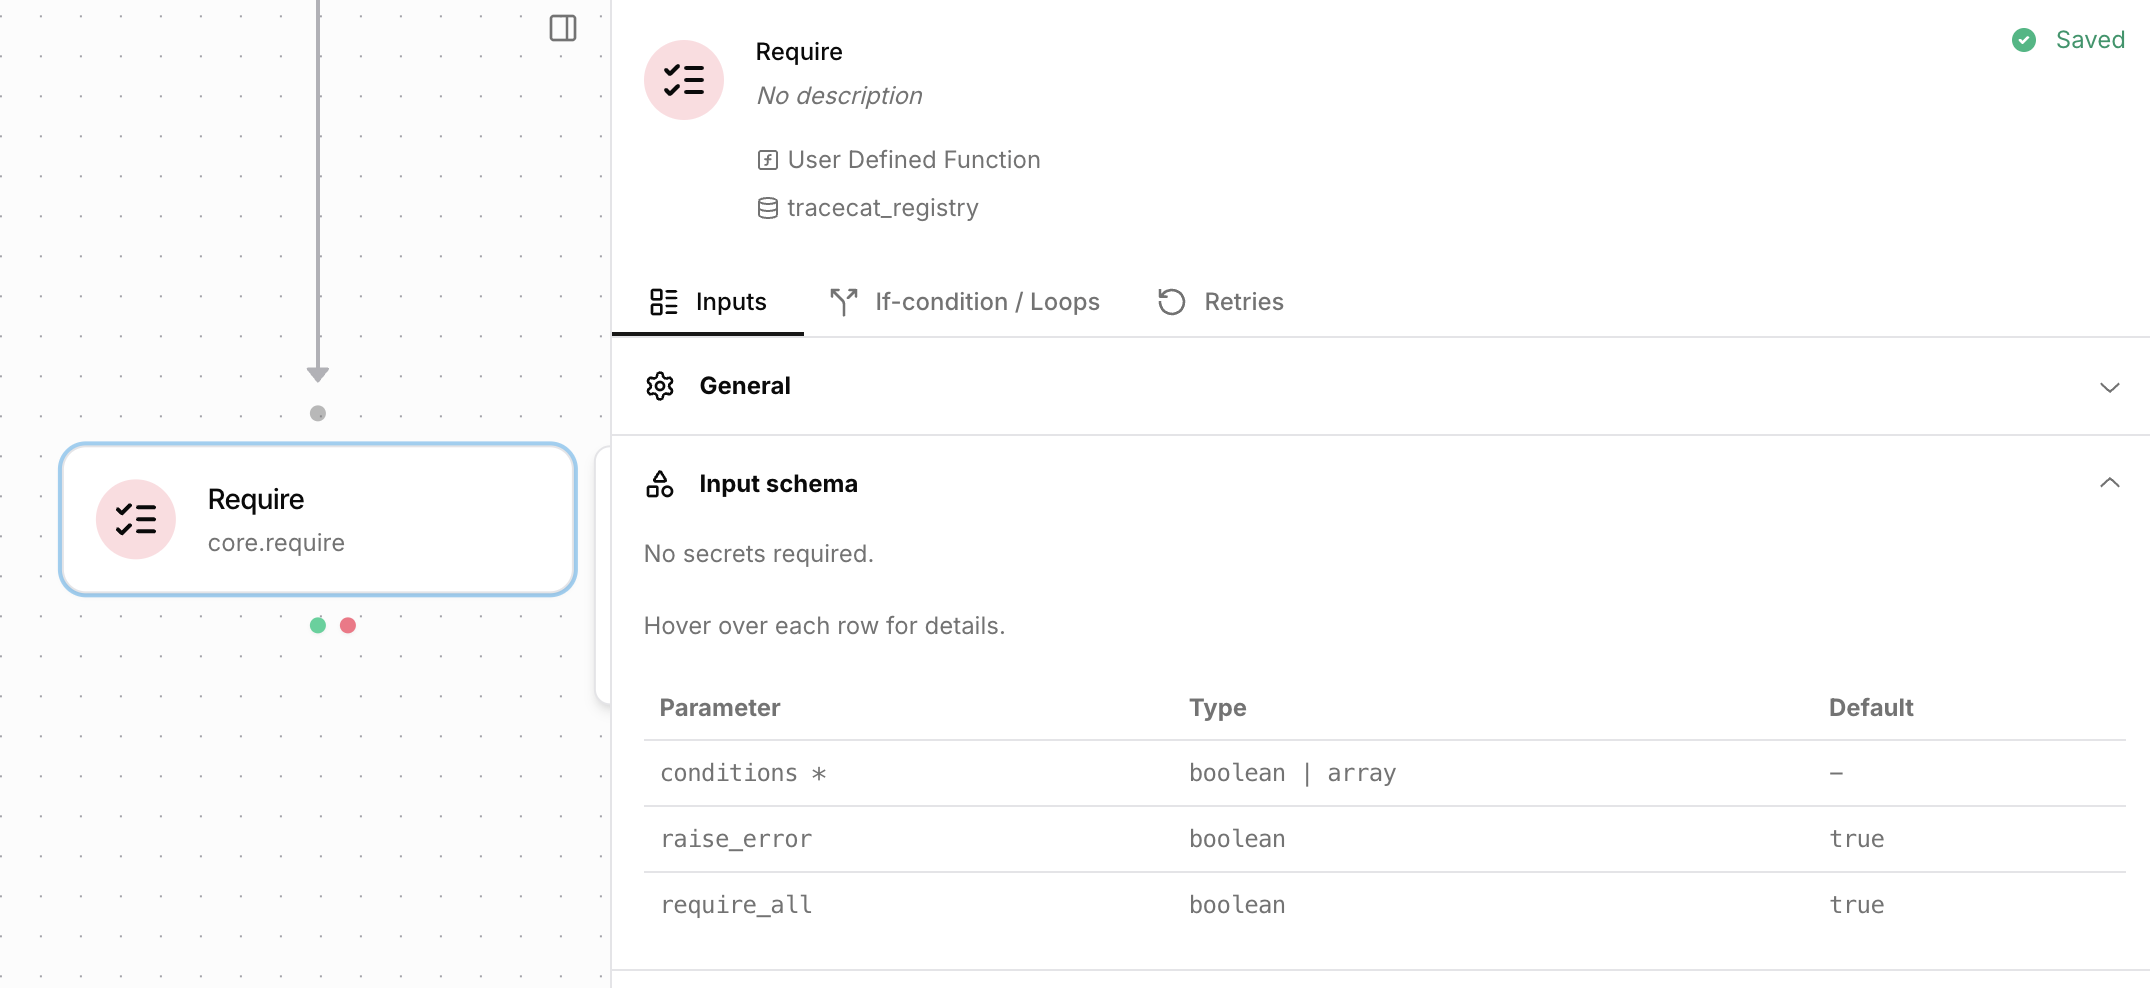 Require
core.require
Require
No description
User Defined Function
tracecat_registry
Saved
Inputs
If-condition / Loops
Retries
General
Input schema
No secrets required.
Hover over each row for details.
Parameter Type Default
conditions * boolean | array –
raise_error boolean true
require_all boolean true